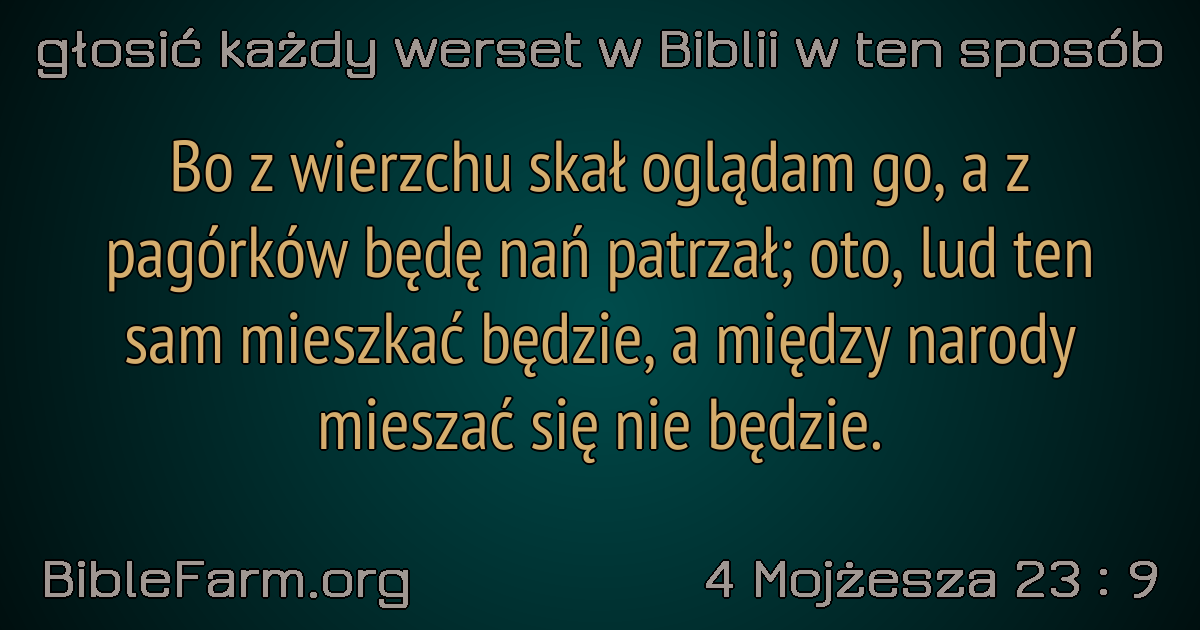 głosić każdy werset w Biblii w ten sposób
Bo z wierzchu skał oglądam go, a z
pagórków będę nań patrzał; oto, lud ten
sam mieszkać będzie, a między narody
mieszać się nie będzie.
BibleFarm.org
4 Mojżesza 23 : 9